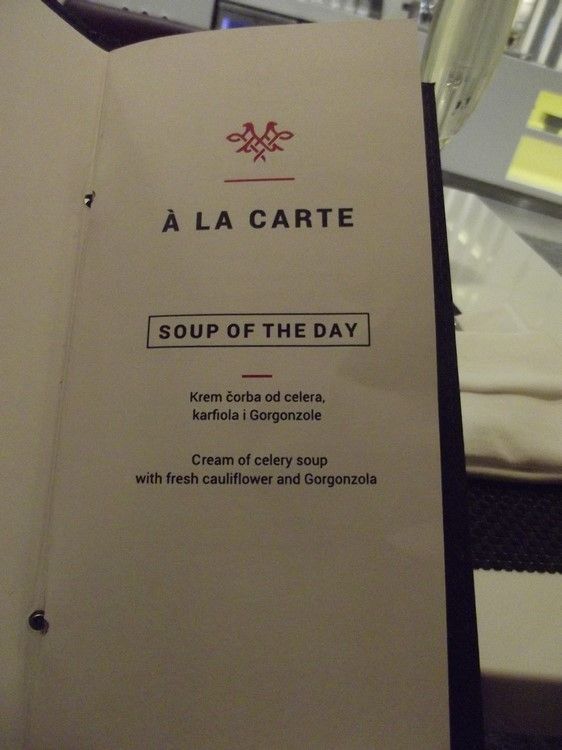 À LA CARTE
SOUP OF THE DAY
Krem čorba od celera,
karfiola i Gorgonzole
Cream of celery soup
with fresh cauliflower and Gorgonzola